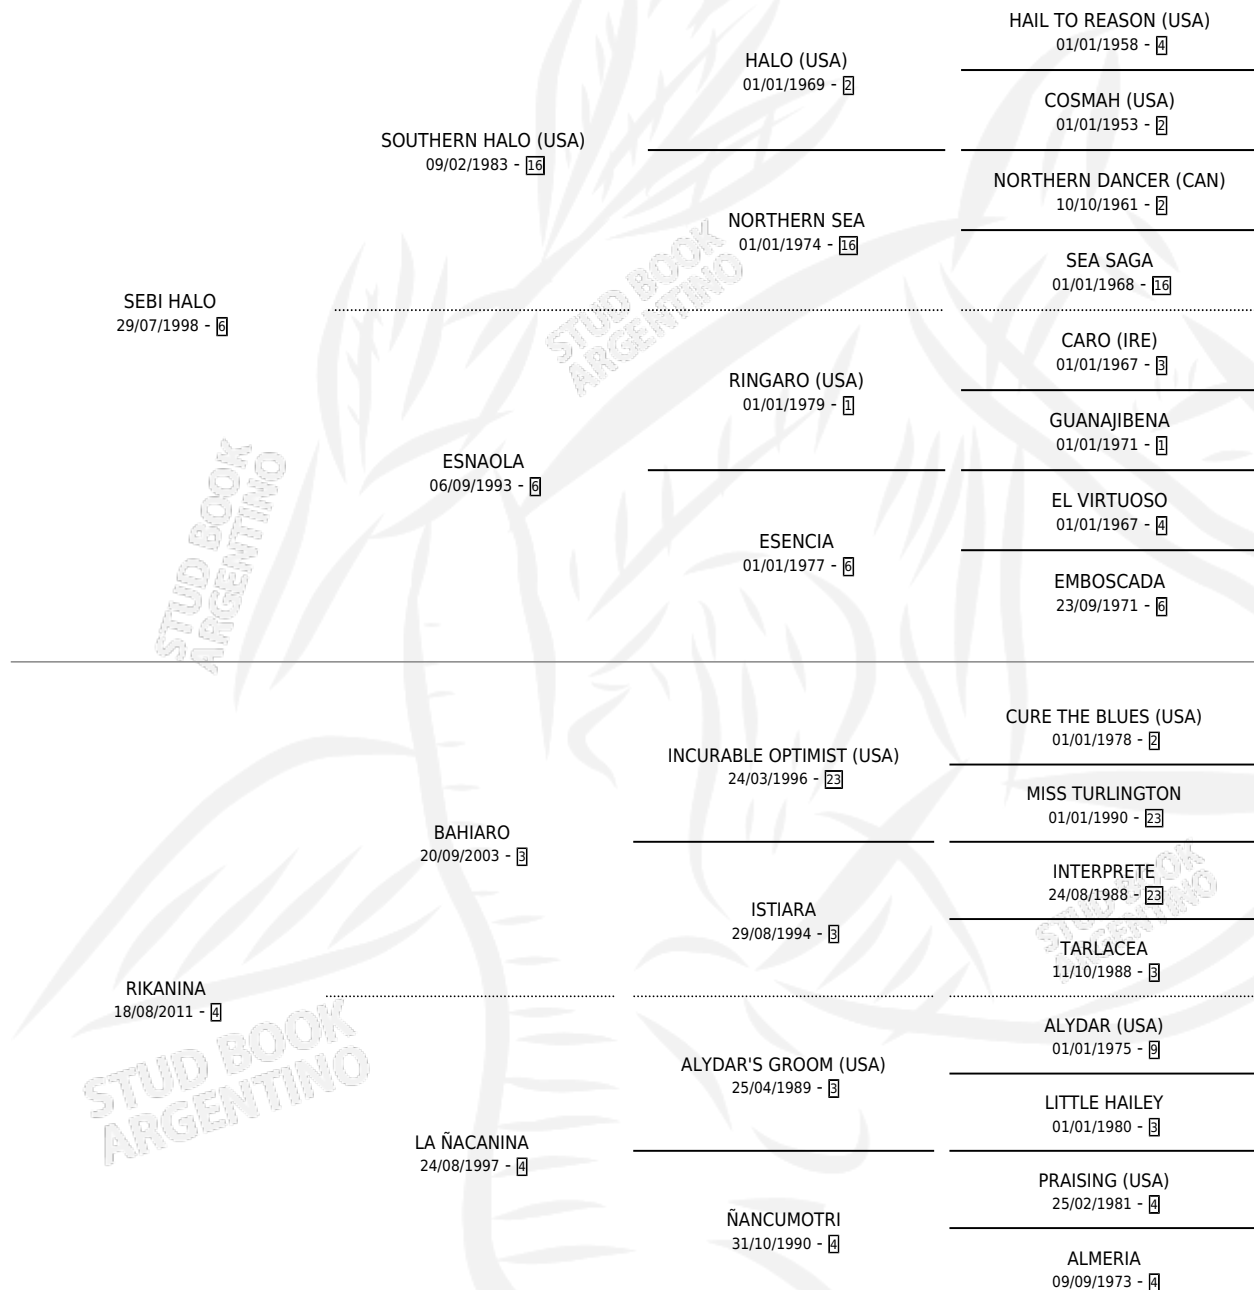 HAIL TO REASON (USA)
01/01/1958 - 4
HALO (USA)
01/01/1969 - 2
COSMAH (USA)
01/01/1953 - 2
SOUTHERN HALO (USA)
09/02/1983 - 16
NORTHERN DANCER (CAN)
10/10/1961 - 2
NORTHERN SEA
01/01/1974 - 16
SEA SAGA
01/01/1968 - 16
SEBI HALO
29/07/1998 - 6
CARO (IRE)
01/01/1967 - 3
RINGARO (USA)
01/01/1979 - 1
GUANAJIBENA
01/01/1971 - 1
ESNAOLA
06/09/1993 - 6
EL VIRTUOSO
01/01/1967 - 4
ESENCIA
01/01/1977 - 6
EMBOSCADA
23/09/1971 - 6
STUD BOOK
ARGENTINO
STUD BOOK
ARGENTINO
CURE THE BLUES (USA)
01/01/1978 - 2
INCURABLE OPTIMIST (USA)
24/03/1996 - 23
MISS TURLINGTON
01/01/1990 - 23
BAHIARO
20/09/2003 - 3
INTERPRETE
24/08/1988 - 23
ISTIARA
29/08/1994 - 3
TARLACEA
11/10/1988 - 3
STUD BOOK
ARGENTINO
RIKANINA
18/08/2011 - 4
ALYDAR (USA)
01/01/1975 - 9
ALYDAR'S GROOM (USA)
25/04/1989 - 3
LITTLE HAILEY
01/01/1980 - 3
STUD BOOK
ARGENTINO
LA ÑACANINA
24/08/1997 - 4
PRAISING (USA)
25/02/1981 - 4
ÑANCUMOTRI
31/10/1990 - 4
ALMERIA
09/09/1973 - 4